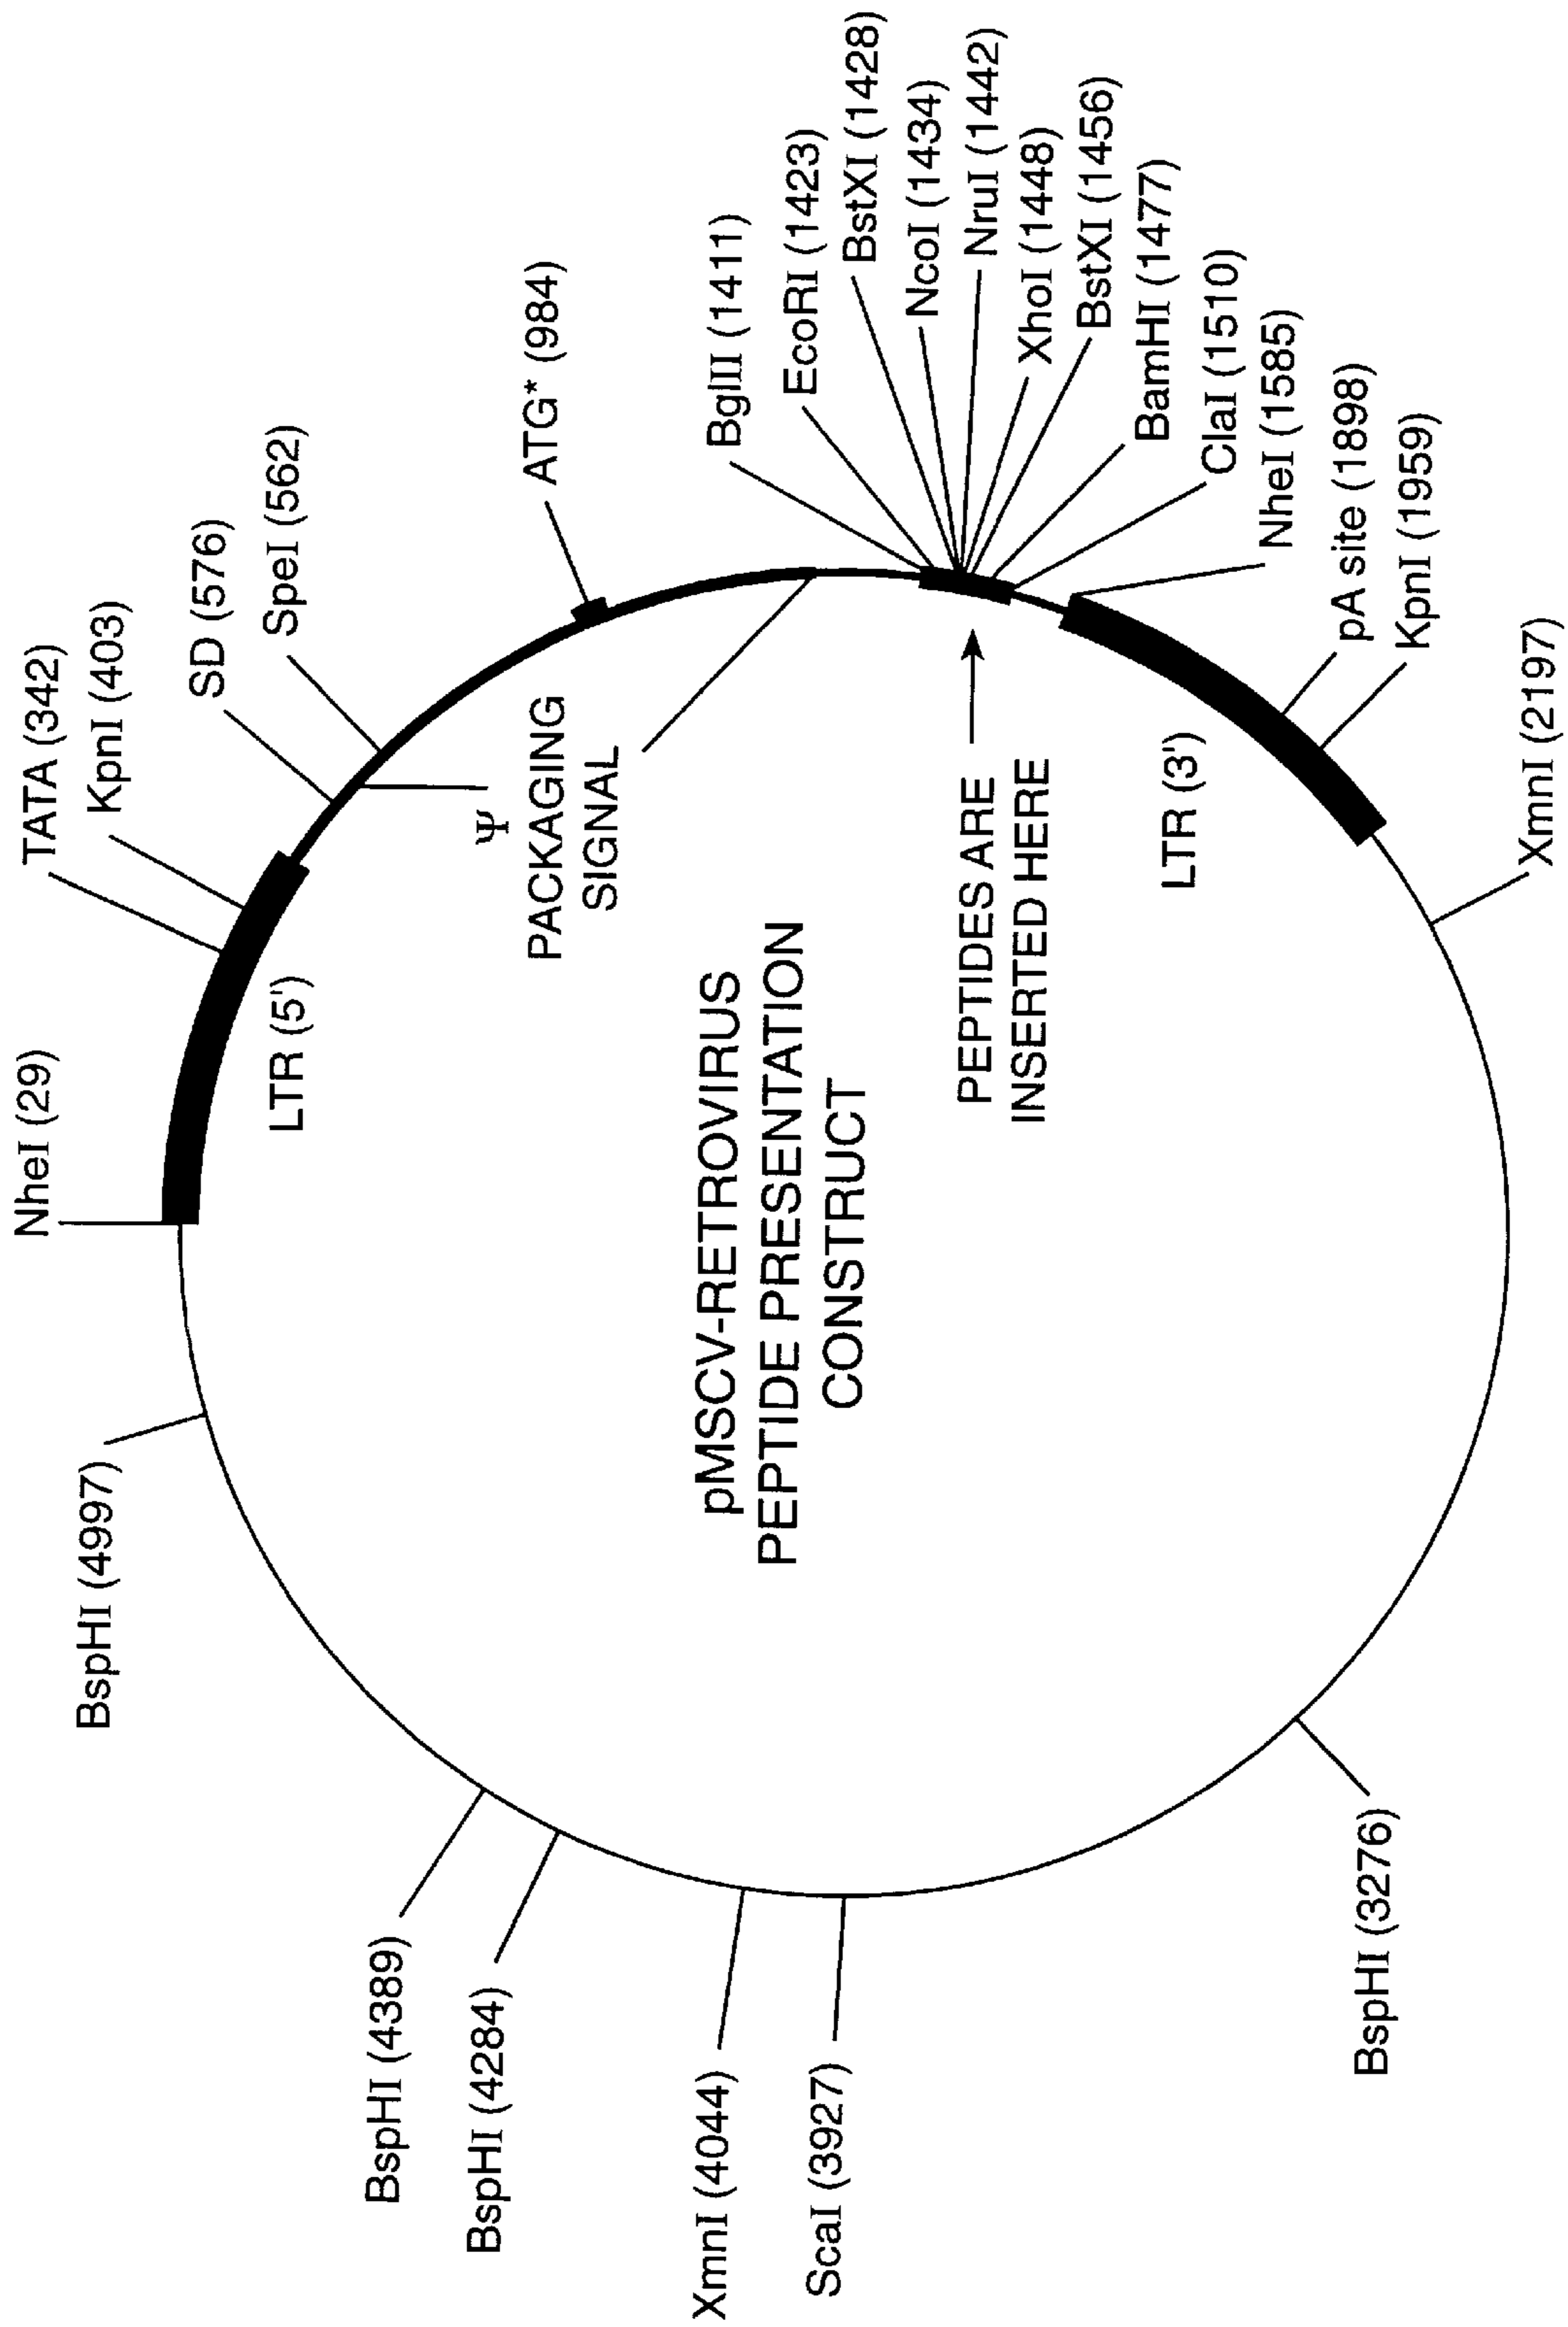 NheI (29)
TATA (342)
KpnI (403)
SD (576)
SpeI (562)
ATG* (984)
BglII (1411)
EcoRI (1423)
BstXI (1428)
NcoI (1434)
NruI (1442)
XhoI (1448)
BstXI (1456)
BamHI (1477)
ClaI (1510)
NheI (1585)
pA site (1898)
KpnI (1959)
XmnI (2197)
BspHI (3276)
ScaI (3927)
XmnI (4044)
BspHI (4284)
BspHI (4389)
BspHI (4997)
LTR (5')
Ψ
PACKAGING
SIGNAL
pMSCV-RETROVIRUS
PEPTIDE PRESENTATION
CONSTRUCT
PEPTIDES ARE
INSERTED HERE
LTR (3')